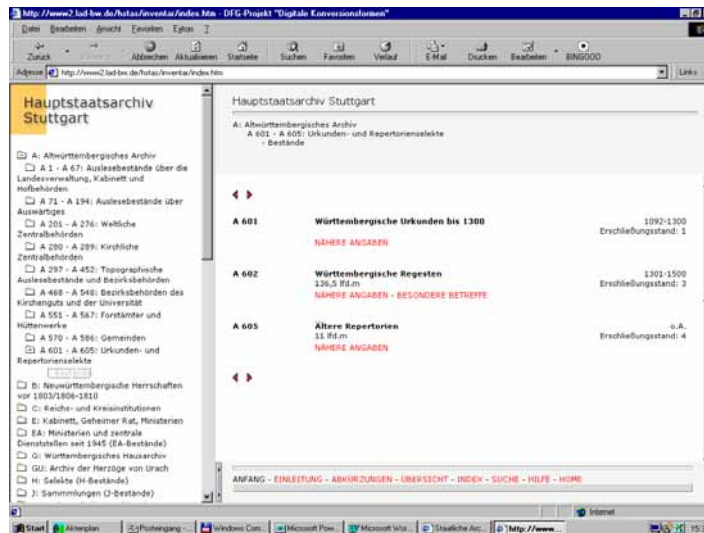 http://www2.lad-bw.de/hstas/inventar/index.htm - DFG-Projekt "Digitale Konversionsformen"
Datei Bearbeiten Ansicht Favoriten Extras ?
Zurück Abbrechen Aktualisieren Startseite Suchen Favoriten Verlauf E-Mail Drucken Bearbeiten BINGOOO
Adresse http://www2.lad-bw.de/hstas/inventar/index.htm Links
Hauptstaatsarchiv
Stuttgart
A: Altwürttembergisches Archiv
A 1 - A 67: Auslesebestände über die
Landesverwaltung, Kabinett und
Hofbehörden
A 71 - A 194: Auslesebestände über
Auswärtiges
A 201 - A 276: Weltliche
Zentralbehörden
A 280 - A 289: Kirchliche
Zentralbehörden
A 297 - A 452: Topographische
Auslesebestände und Bezirksbehörden
A 468 - A 548: Bezirksbehörden des
Kirchenguts und der Universität
A 551 - A 567: Forstämter und
Hüttenwerke
A 570 - A 586: Gemeinden
A 601 - A 605: Urkunden- und
Repertorienselekte
Bestände
B: Neuwürttembergische Herrschaften
vor 1803/1806-1810
C: Reichs- und Kreisinstitutionen
E: Kabinett, Geheimer Rat, Ministerien
EA: Ministerien und zentrale
Dienststellen seit 1945 (EA-Bestände)
G: Württembergisches Hausarchiv
GU: Archiv der Herzöge von Urach
H: Selekte (H-Bestände)
J: Sammmlungen (J-Bestände)
Hauptstaatsarchiv Stuttgart
A: Altwürttembergisches Archiv
A 601 - A 605: Urkunden- und Repertorienselekte
- Bestände
A 601 Württembergische Urkunden bis 1300 1092-1300
Erschließungsstand: 1
NÄHERE ANGABEN
A 602 Württembergische Regesten 1301-1500
126,5 lfd.m Erschließungsstand: 3
NÄHERE ANGABEN - BESONDERE BETREFFE
A 605 Ältere Repertorien o.A.
11 lfd.m Erschließungsstand: 4
NÄHERE ANGABEN
ANFANG - EINLEITUNG - ABKÜRZUNGEN - ÜBERSICHT - INDEX - SUCHE - HILFE - HOME
Internet
Start Aktenplan Posteingang -... Windows Com... Microsoft Pow... Microsoft Wor... Staatliche Arc... http://www...